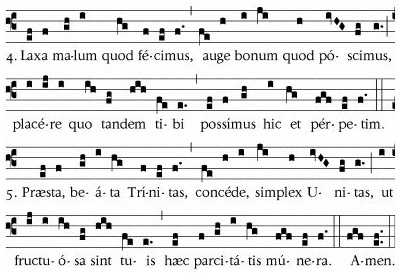 4. Laxa ma·lum quod fé·cimus, auge bonum quod pó·scimus,
placé·re quo tandem ti·bi possímus hic et pér·pe·tim.
5. Præsta, be·á·ta Trí·ni·tas, concéde, simplex U·ni·tas, ut
fructu·ó·sa sint tu·is hæc parci·tá·tis mú·ne·ra. A·men.